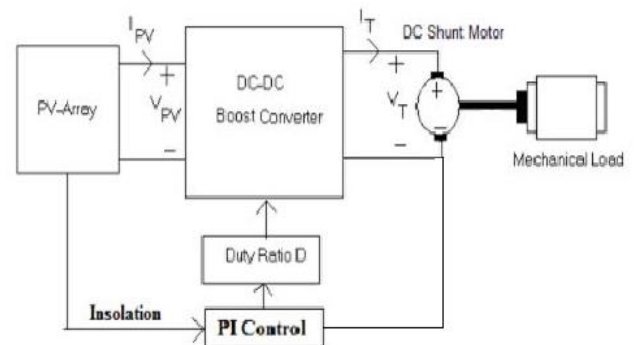 I PV
I T
DC Shunt Motor
PV-Array
+
V PV
−
DC-DC
Boost Converter
+
V T
−
+
−
Mechanical Load
Duty Ratio D
Insolation
PI Control